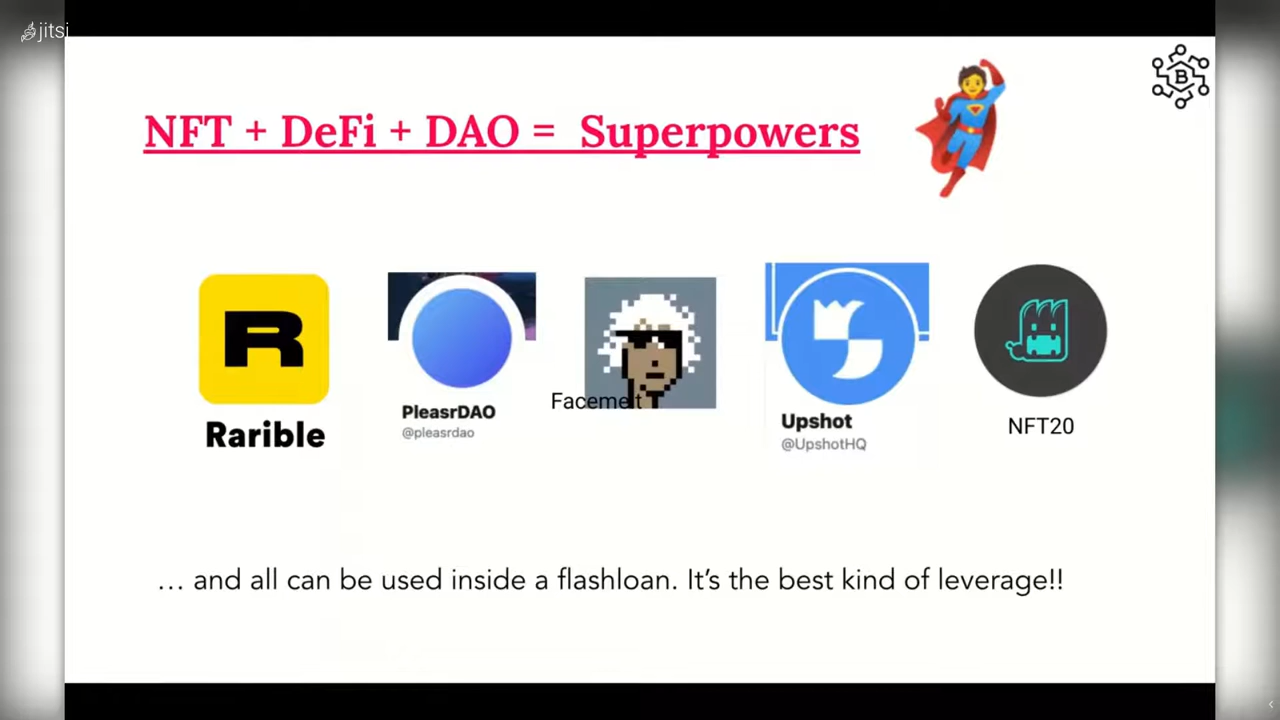 jitsi
NFT + DeFi + DAO = Superpowers
B
R
Rarible
PleasrDAO
@pleasrdao
Facemelt
Upshot
@UpshotHQ
NFT20
… and all can be used inside a flashloan. It’s the best kind of leverage!!